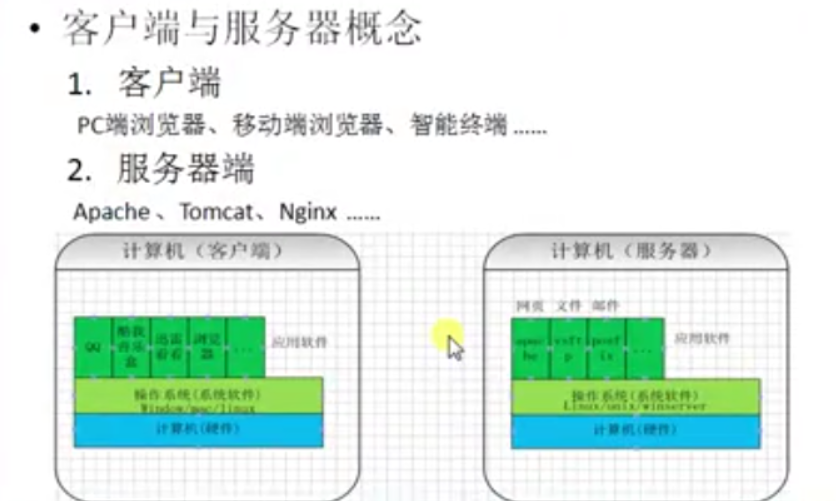 • 客户端与服务器概念
1. 客户端
PC端浏览器、移动端浏览器、智能终端......
2. 服务器端
Apache、Tomcat、Nginx ......
计算机（客户端）
QQ
酷我音乐盒
迅雷看看
浏览器
...
应用软件
操作系统(系统软件)
Window/mac/linux
计算机(硬件)
计算机（服务器）
网页 文件 邮件
apache
vsftp
postfix
...
应用软件
操作系统(系统软件)
Linux/unix/winserver
计算机(硬件)